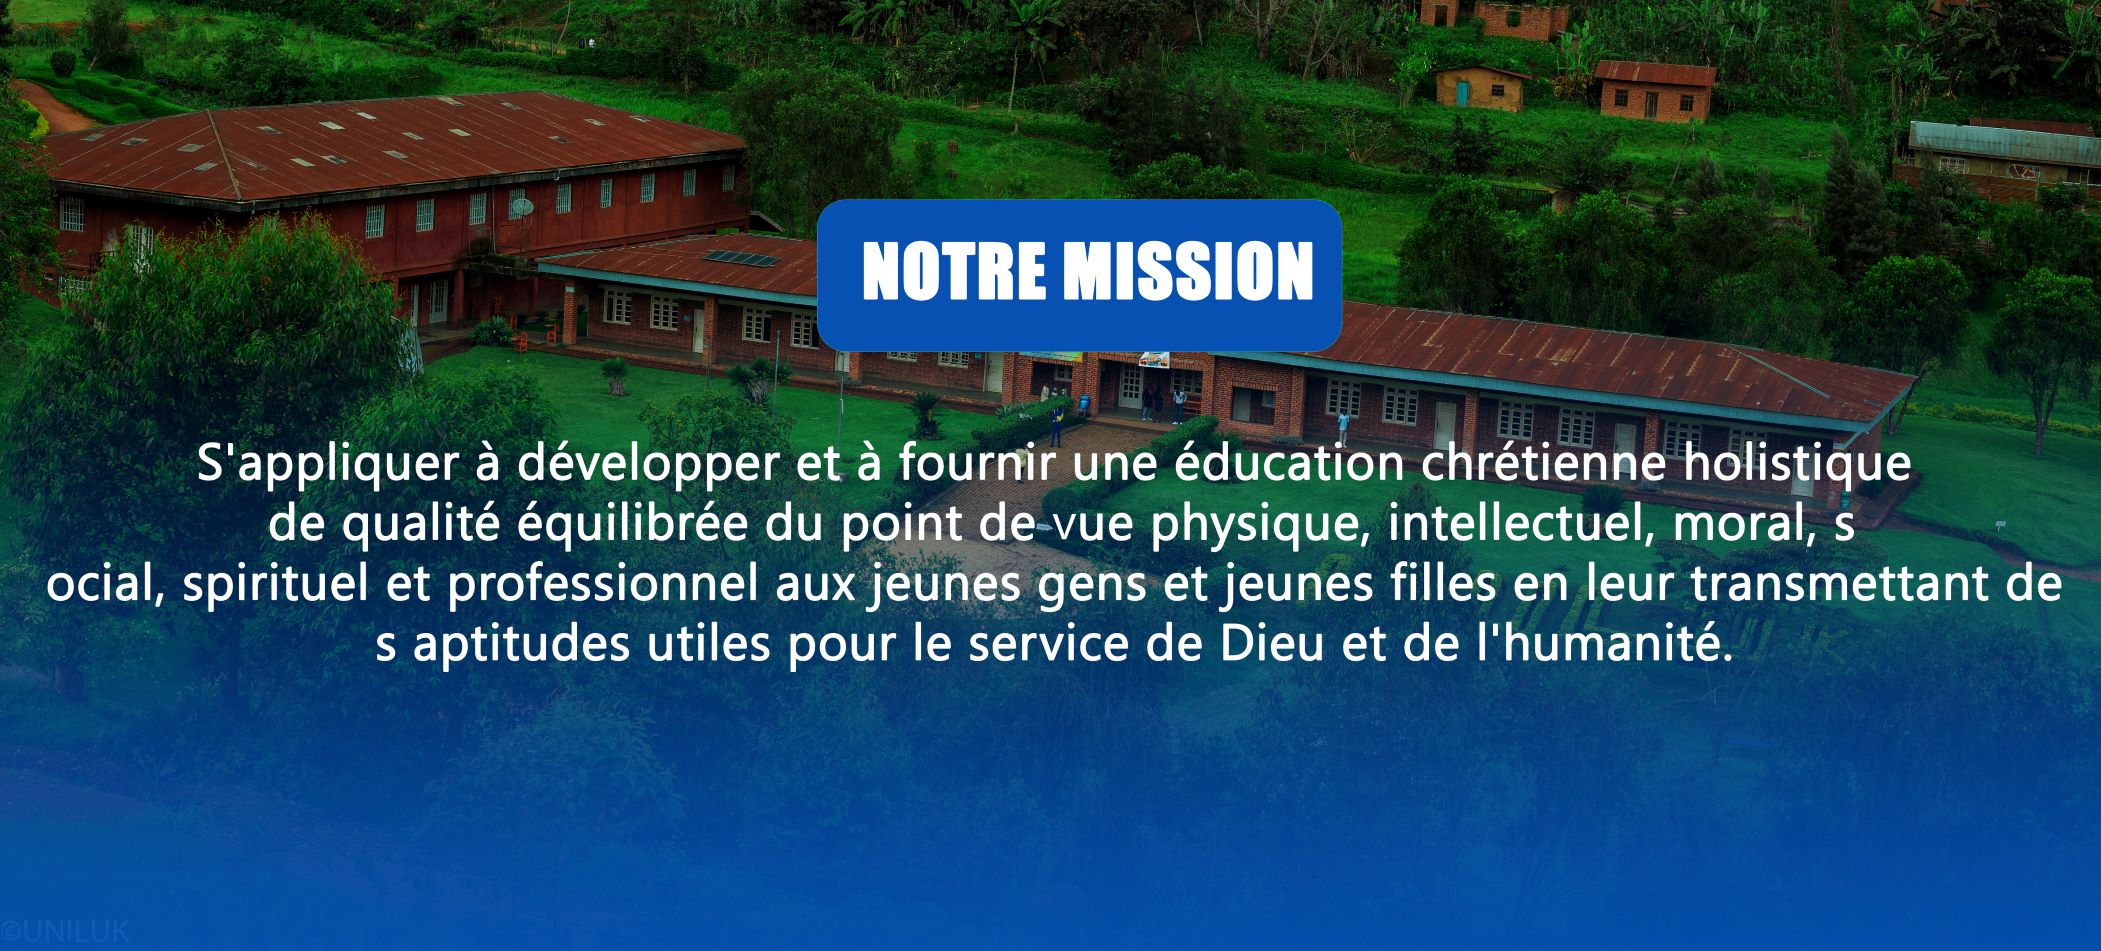 NOTRE MISSION
S'appliquer à développer et à fournir une éducation chrétienne holistique
de qualité équilibrée du point de vue physique, intellectuel, moral, s
ocial, spirituel et professionnel aux jeunes gens et jeunes filles en leur transmettant de
s aptitudes utiles pour le service de Dieu et de l'humanité.
©UNILUK